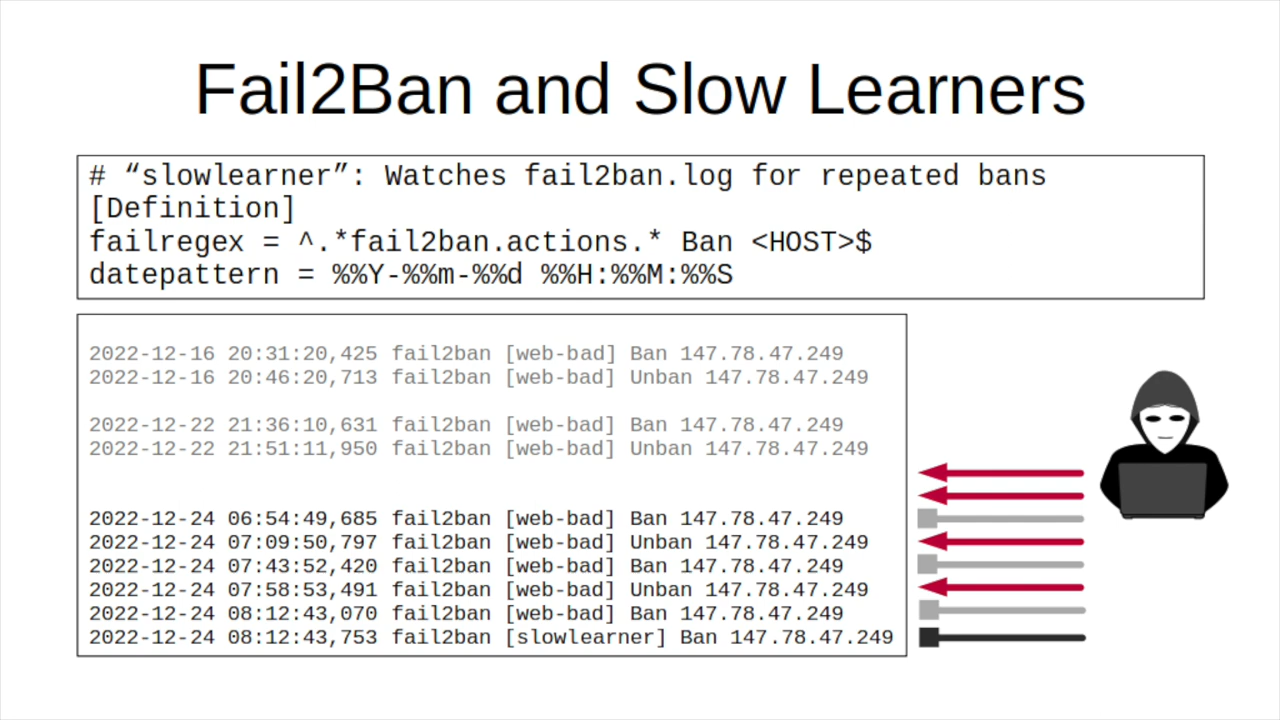 Fail2Ban and Slow Learners
# “slowlearner”: Watches fail2ban.log for repeated bans
[Definition]
failregex = ^.*fail2ban.actions.* Ban <HOST>$
datepattern = %%Y-%%m-%%d %%H:%%M:%%S
2022-12-16 20:31:20,425 fail2ban [web-bad] Ban 147.78.47.249
2022-12-16 20:46:20,713 fail2ban [web-bad] Unban 147.78.47.249
2022-12-22 21:36:10,631 fail2ban [web-bad] Ban 147.78.47.249
2022-12-22 21:51:11,950 fail2ban [web-bad] Unban 147.78.47.249
2022-12-24 06:54:49,685 fail2ban [web-bad] Ban 147.78.47.249
2022-12-24 07:09:50,797 fail2ban [web-bad] Unban 147.78.47.249
2022-12-24 07:43:52,420 fail2ban [web-bad] Ban 147.78.47.249
2022-12-24 07:58:53,491 fail2ban [web-bad] Unban 147.78.47.249
2022-12-24 08:12:43,070 fail2ban [web-bad] Ban 147.78.47.249
2022-12-24 08:12:43,753 fail2ban [slowlearner] Ban 147.78.47.249